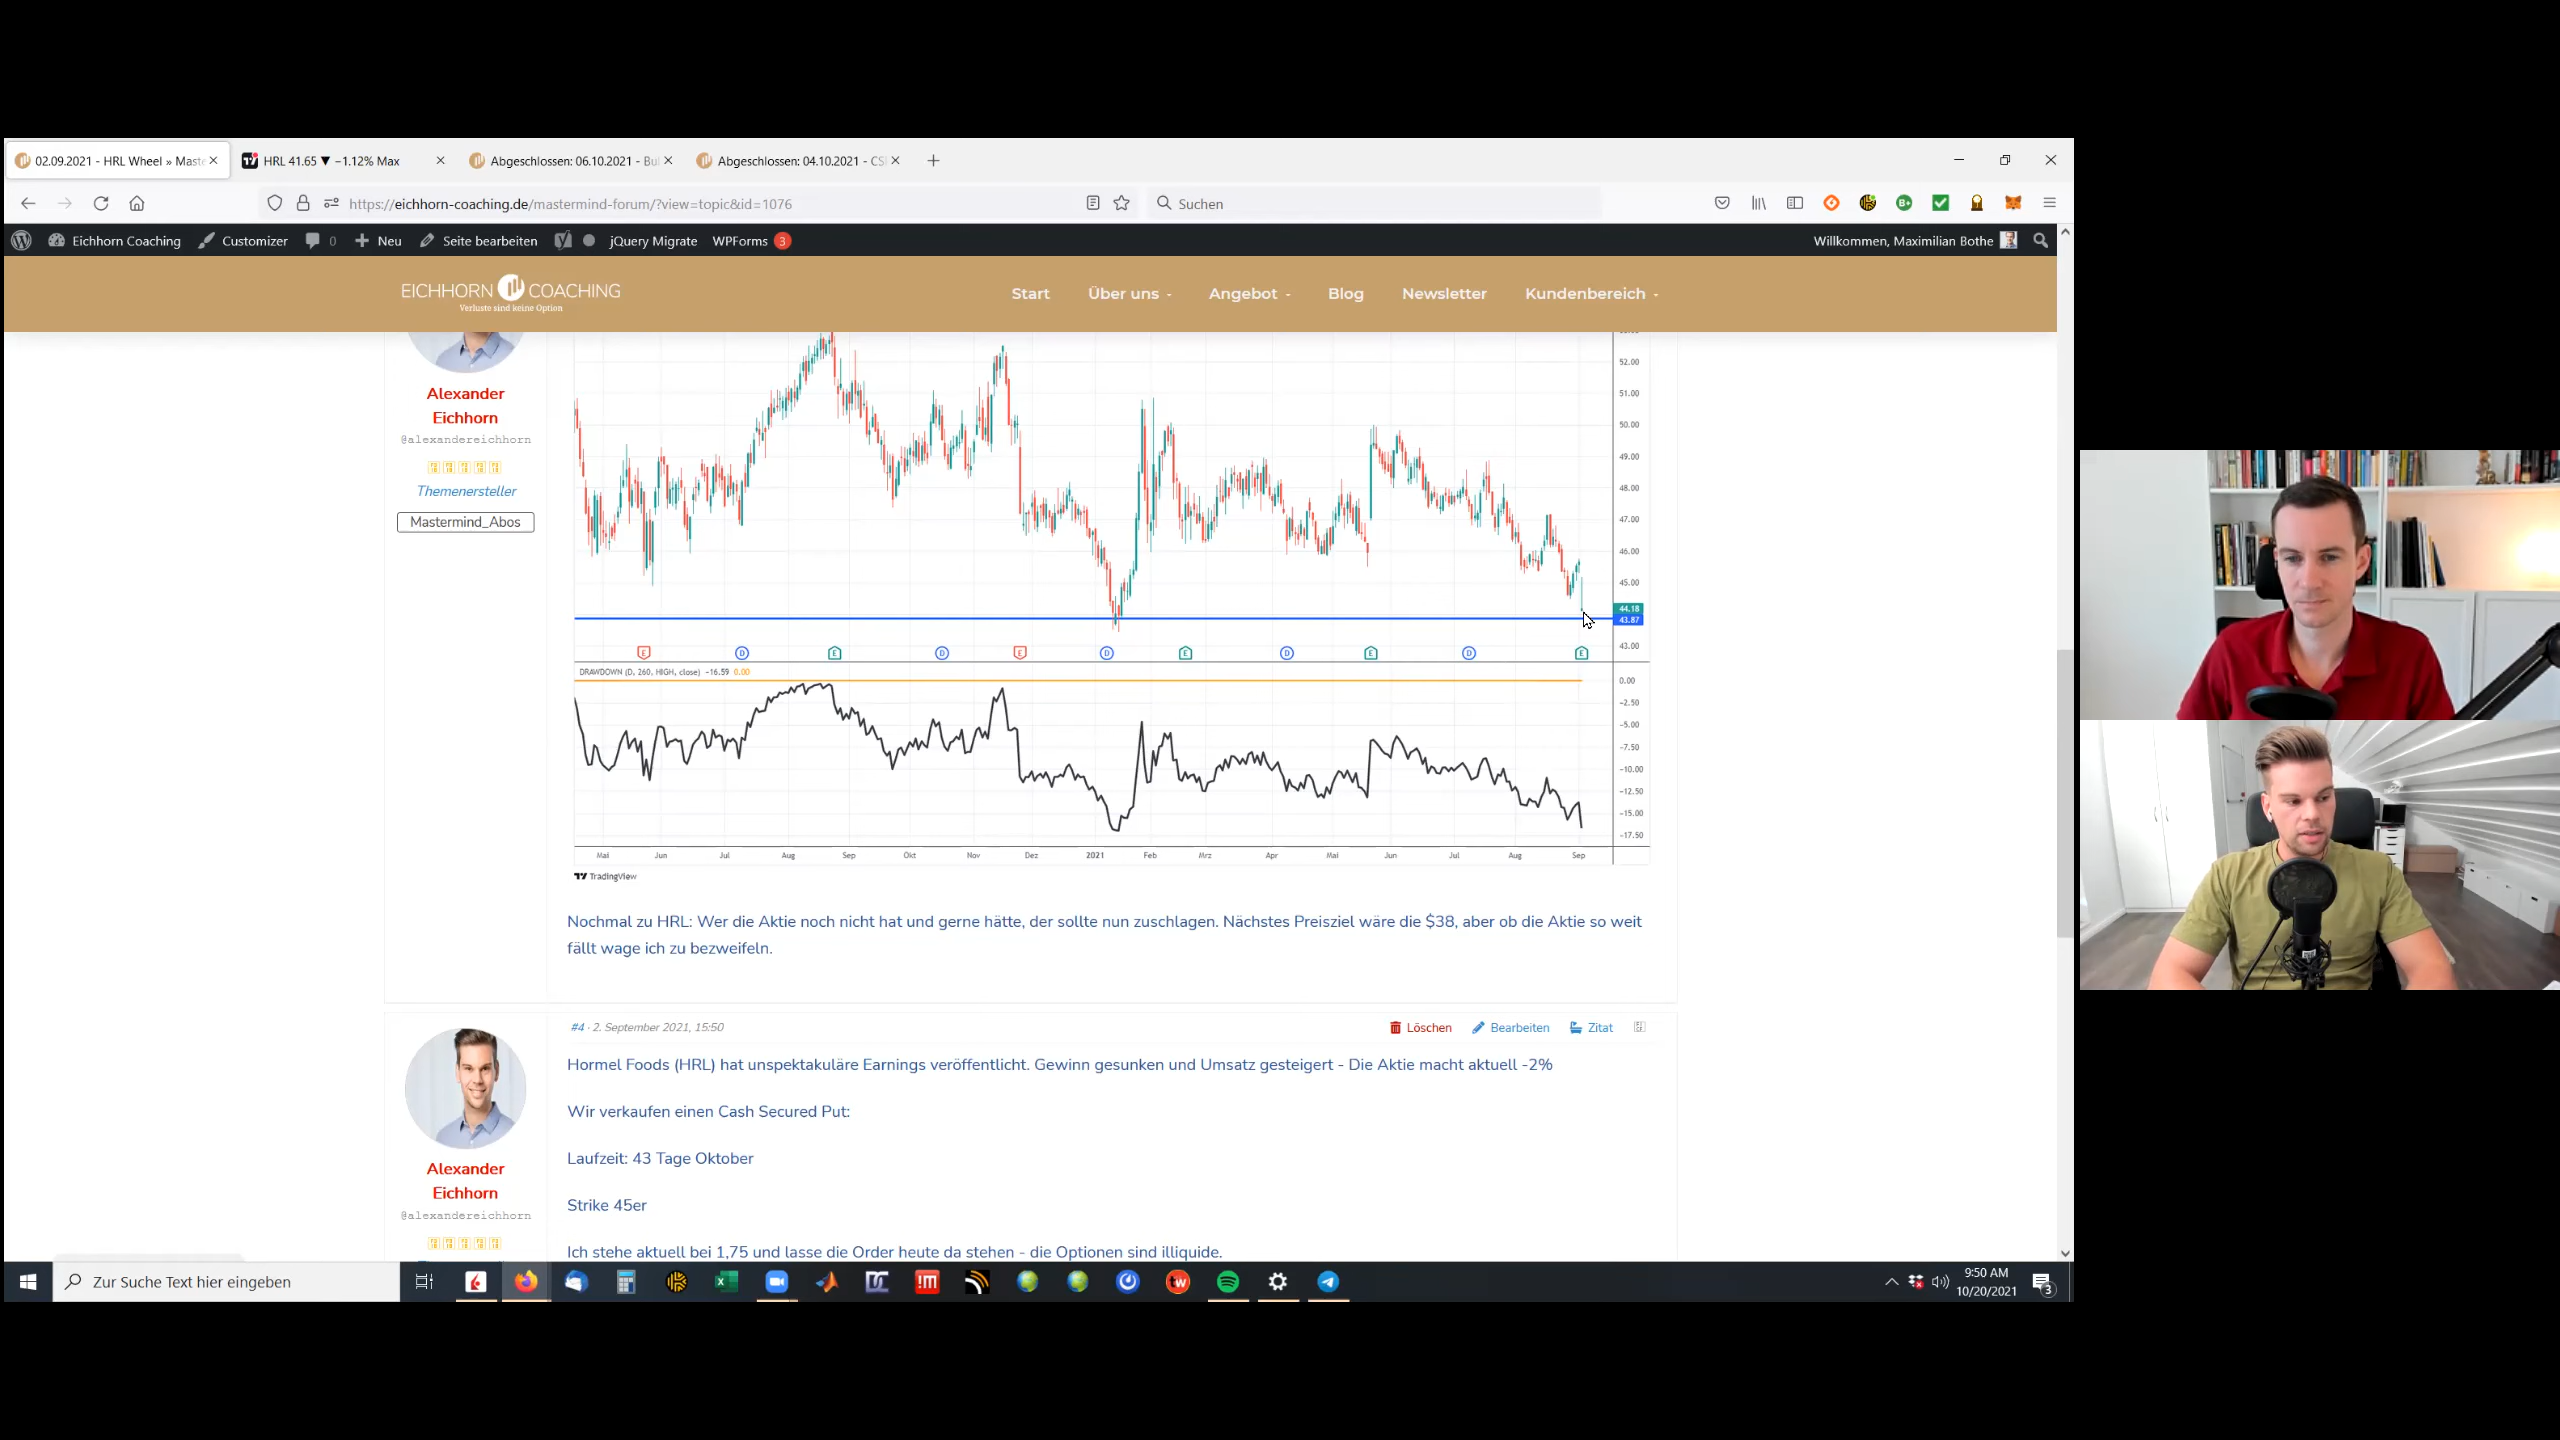 02.09.2021 - HRL Wheel » Maste
HRL 41.65 ▼ −1.12% Max
Abgeschlossen: 06.10.2021 - Bul
Abgeschlossen: 04.10.2021 - CS
https://eichhorn-coaching.de/mastermind-forum/?view=topic&id=1076
Suchen
Eichhorn Coaching
Customizer
0
Neu
Seite bearbeiten
jQuery Migrate
WPForms 3
Willkommen, Maximilian Bothe
EICHHORN COACHING
Verluste sind keine Option
Start
Über uns
Angebot
Blog
Newsletter
Kundenbereich
Alexander
Eichhorn
@alexandereichhorn
Themenersteller
Mastermind_Abos
52.00
51.00
50.00
49.00
48.00
47.00
46.00
45.00
44.18
43.87
43.00
E D E D E D E D E D E
DRAWDOWN (D, 260, HIGH, close) −16.59 0.00
0.00
−2.50
−5.00
−7.50
−10.00
−12.50
−15.00
−17.50
Mai Jun Jul Aug Sep Okt Nov Dez 2021 Feb Mrz Apr Mai Jun Jul Aug Sep
TradingView
Nochmal zu HRL: Wer die Aktie noch nicht hat und gerne hätte, der sollte nun zuschlagen. Nächstes Preisziel wäre die $38, aber ob die Aktie so weit
fällt wage ich zu bezweifeln.
#4 · 2. September 2021, 15:50
Löschen
Bearbeiten
Zitat
Hormel Foods (HRL) hat unspektakuläre Earnings veröffentlicht. Gewinn gesunken und Umsatz gesteigert - Die Aktie macht aktuell -2%
Wir verkaufen einen Cash Secured Put:
Laufzeit: 43 Tage Oktober
Strike 45er
Ich stehe aktuell bei 1,75 und lasse die Order heute da stehen - die Optionen sind illiquide.
Alexander
Eichhorn
@alexandereichhorn
Zur Suche Text hier eingeben
9:50 AM
10/20/2021
3